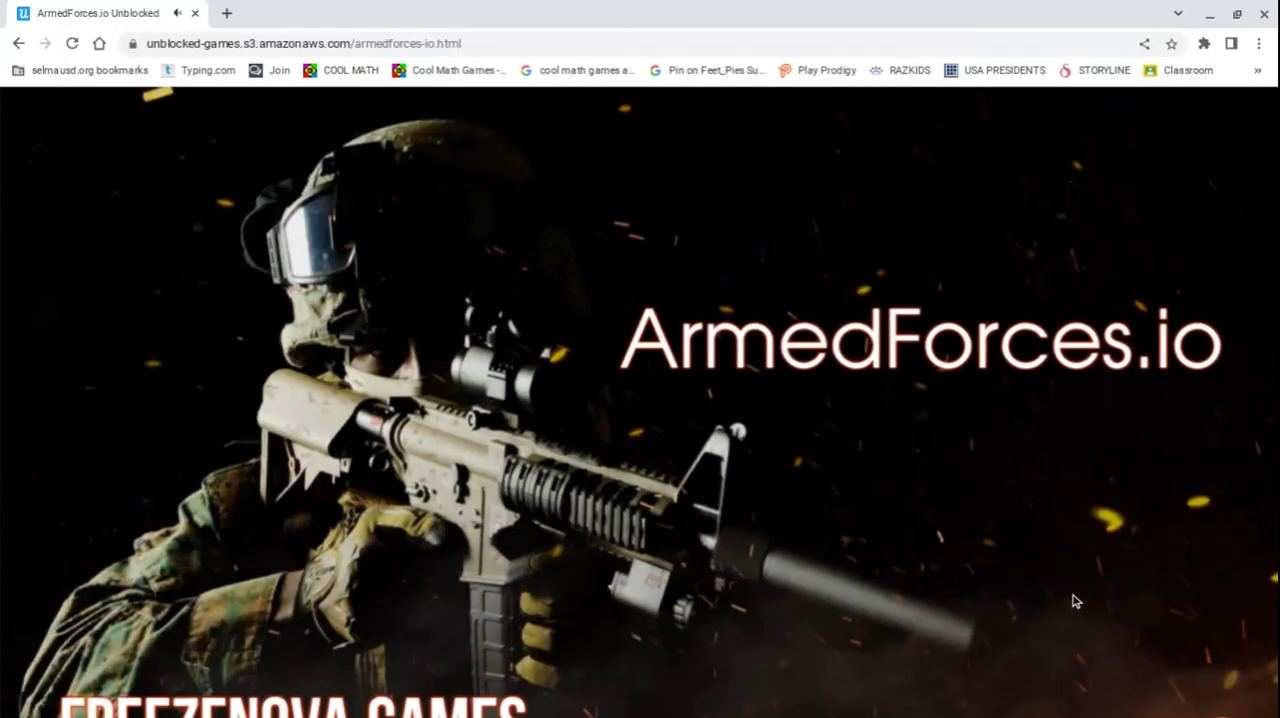 ArmedForces.io Unblocked
unblocked-games.s3.amazonaws.com/armedforces-io.html
selmausd.org bookmarks
Typing.com
Join
COOL MATH
Cool Math Games -...
cool math games a...
Pin on Feet_Pies Su...
Play Prodigy
RAZKIDS
USA PRESIDENTS
STORYLINE
Classroom
»
ArmedForces.io
FREEZENOVA GAMES